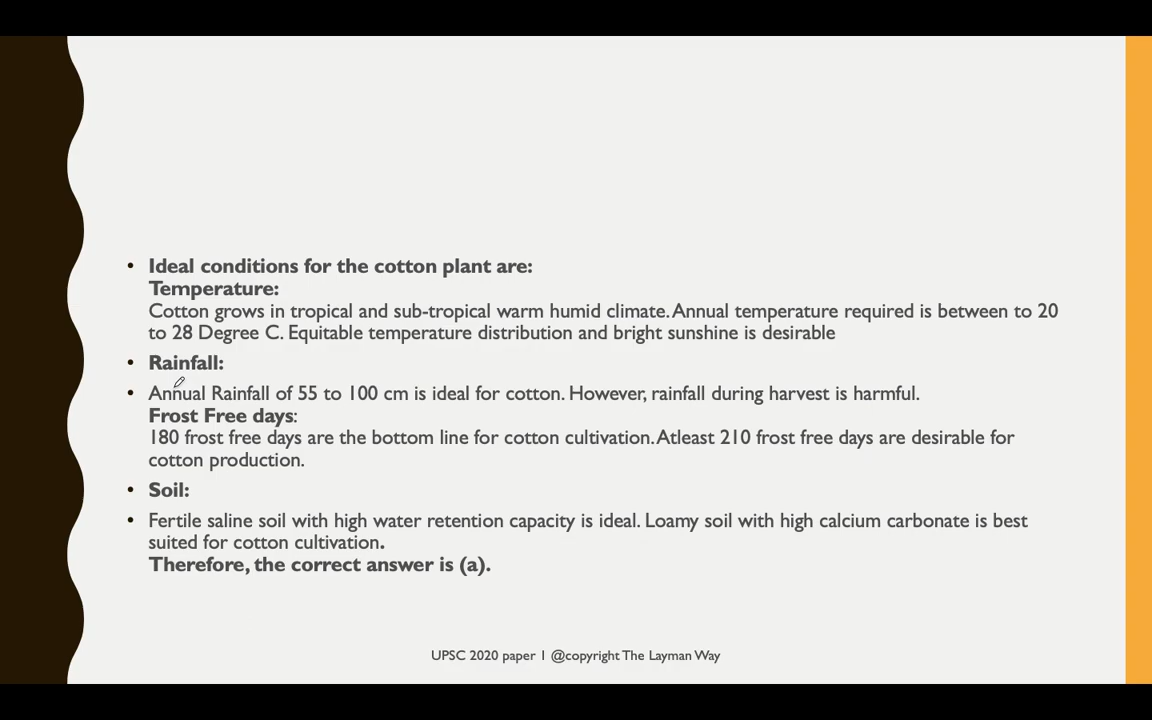 • Ideal conditions for the cotton plant are:
Temperature:
Cotton grows in tropical and sub-tropical warm humid climate. Annual temperature required is between to 20
to 28 Degree C. Equitable temperature distribution and bright sunshine is desirable
• Rainfall:
• Annual Rainfall of 55 to 100 cm is ideal for cotton. However, rainfall during harvest is harmful.
Frost Free days:
180 frost free days are the bottom line for cotton cultivation. Atleast 210 frost free days are desirable for
cotton production.
• Soil:
• Fertile saline soil with high water retention capacity is ideal. Loamy soil with high calcium carbonate is best
suited for cotton cultivation.
Therefore, the correct answer is (a).
UPSC 2020 paper 1 @copyright The Layman Way